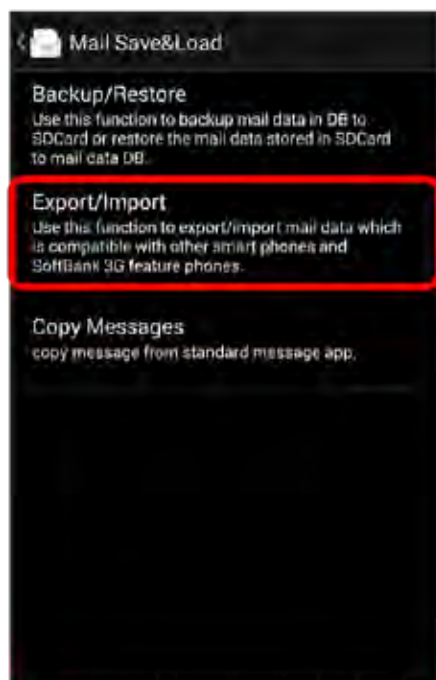 Mail Save&Load
Backup/Restore
Use this function to backup mail data in DB to
SDCard or restore the mail data stored in SDCard
to mail data DB.
Export/Import
Use this function to export/import mail data which
is compatible with other smart phones and
SoftBank 3G feature phones.
Copy Messages
copy message from standard message app.